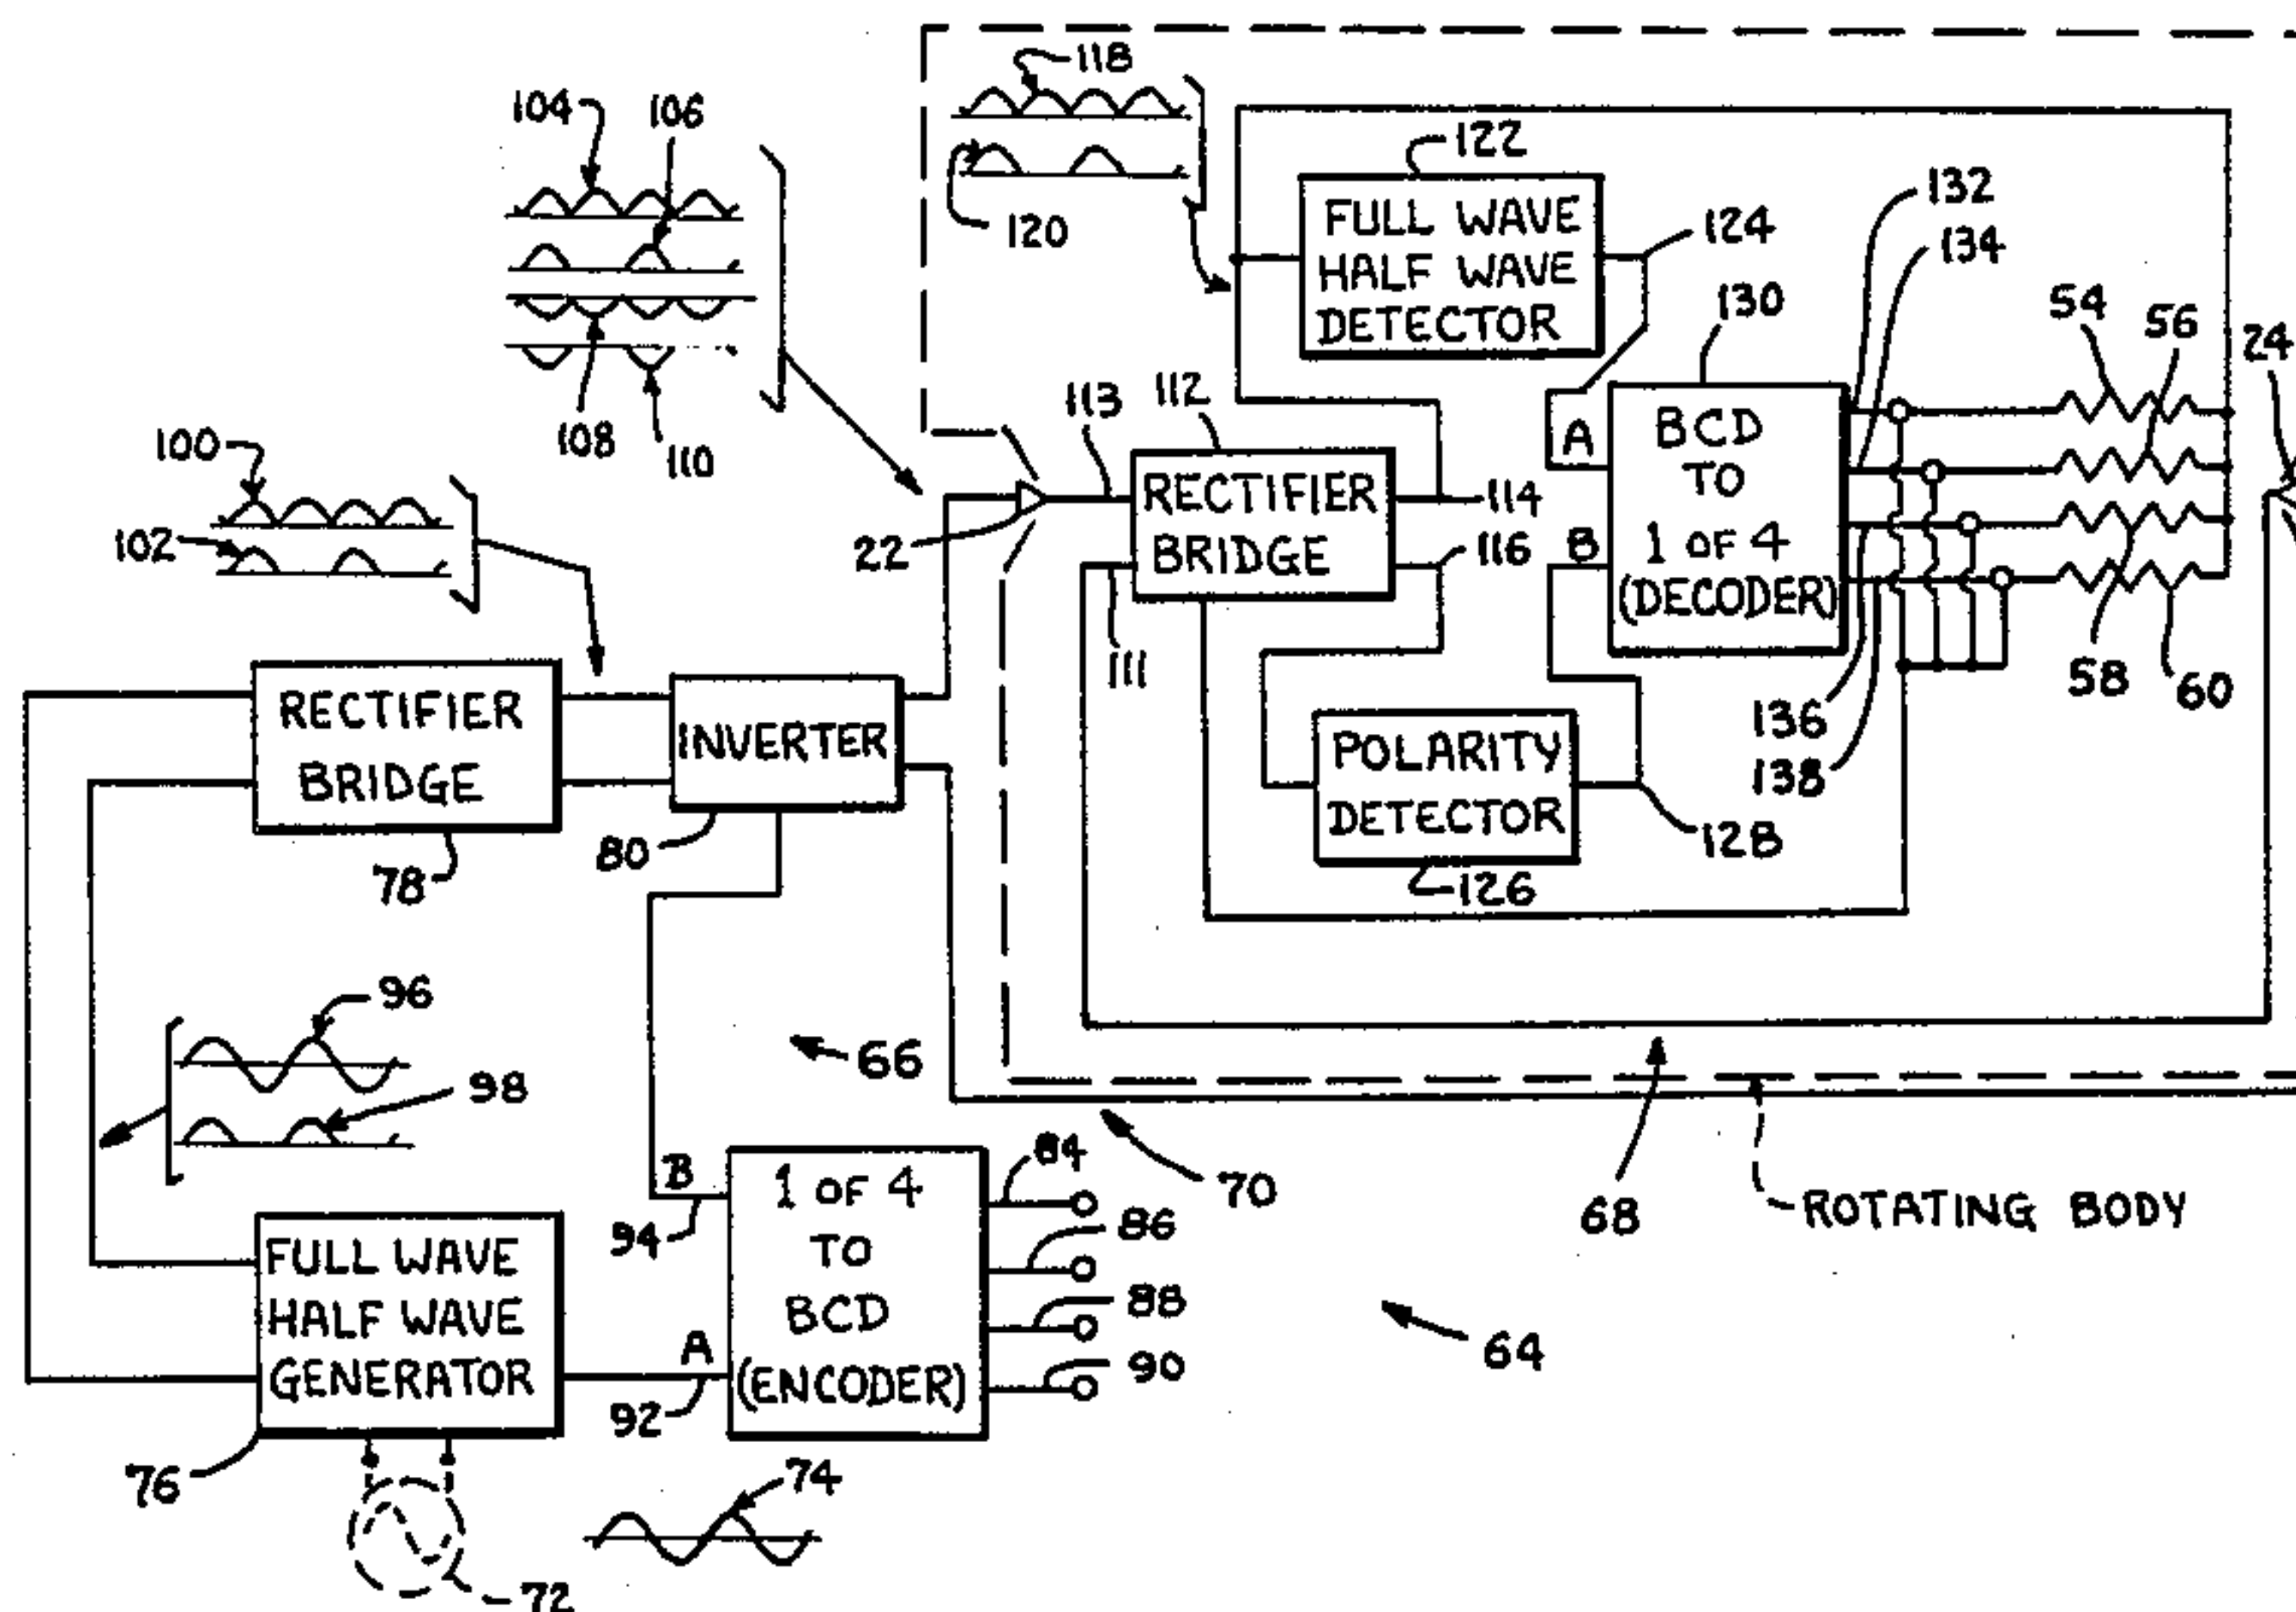 118
104
106
122
132
FULL WAVE
HALF WAVE
DETECTOR
124
134
120
130
54
56
24
113
112
A
BCD
TO
1 OF 4
(DECODER)
B
108
110
100
102
RECTIFIER
BRIDGE
114
116
22
111
58
60
136
138
RECTIFIER
BRIDGE
INVERTER
POLARITY
DETECTOR
80
78
128
126
96
98
66
B
94
1 OF 4
TO
BCD
(ENCODER)
84
86
88
90
70
68
ROTATING BODY
64
FULL WAVE
HALF WAVE
GENERATOR
A
92
76
74
72